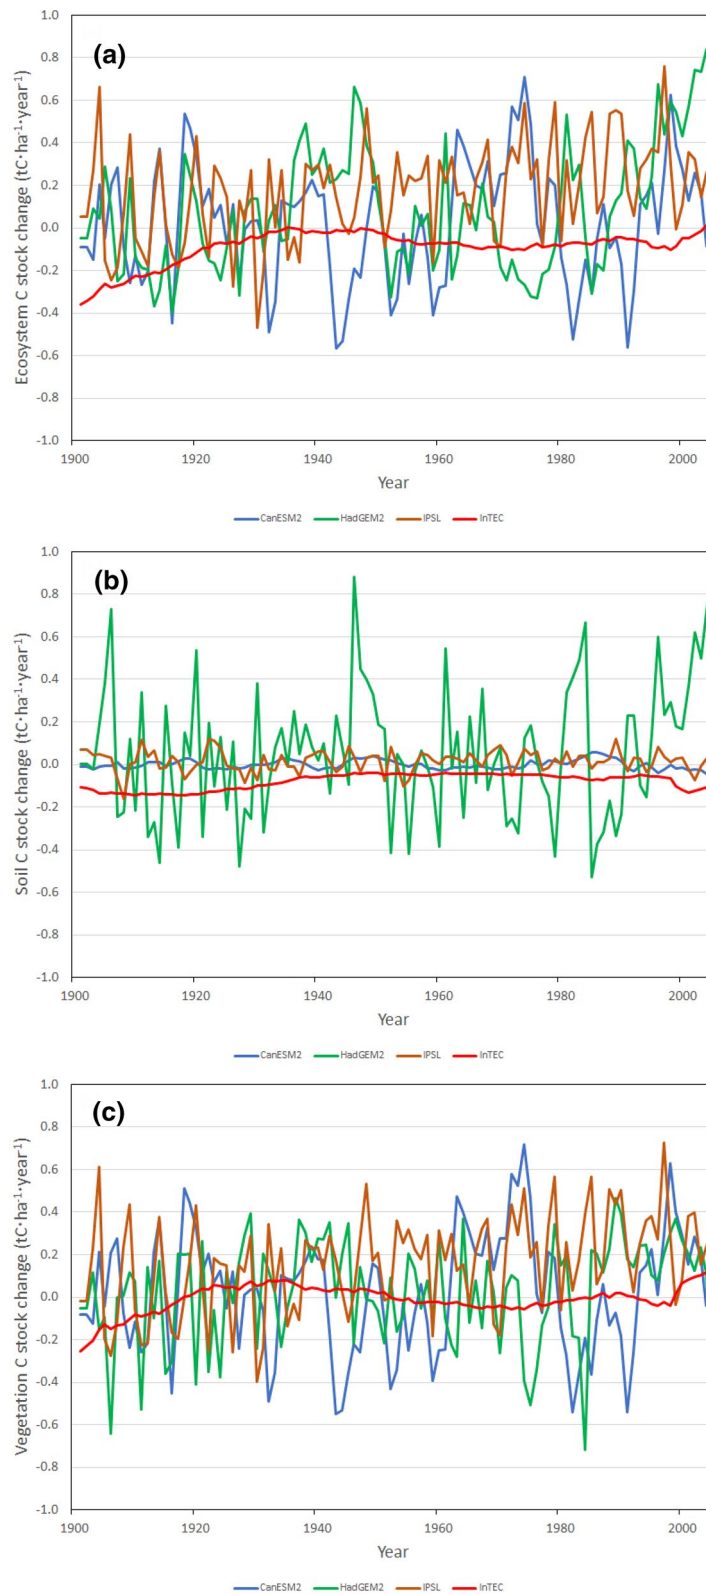 (a)
Ecosystem C stock change (tC·ha⁻¹·year⁻¹)
1.0
0.8
0.6
0.4
0.2
0.0
-0.2
-0.4
-0.6
-0.8
-1.0
1900 1920 1940 1960 1980 2000
Year
CanESM2 HadGEM2 IPSL InTEC
(b)
Soil C stock change (tC·ha⁻¹·year⁻¹)
1.0
0.8
0.6
0.4
0.2
0.0
-0.2
-0.4
-0.6
-0.8
-1.0
1900 1920 1940 1960 1980 2000
Year
CanESM2 HadGEM2 IPSL InTEC
(c)
Vegetation C stock change (tC·ha⁻¹·year⁻¹)
1.0
0.8
0.6
0.4
0.2
0.0
-0.2
-0.4
-0.6
-0.8
-1.0
1900 1920 1940 1960 1980 2000
Year
CanESM2 HadGEM2 IPSL InTEC